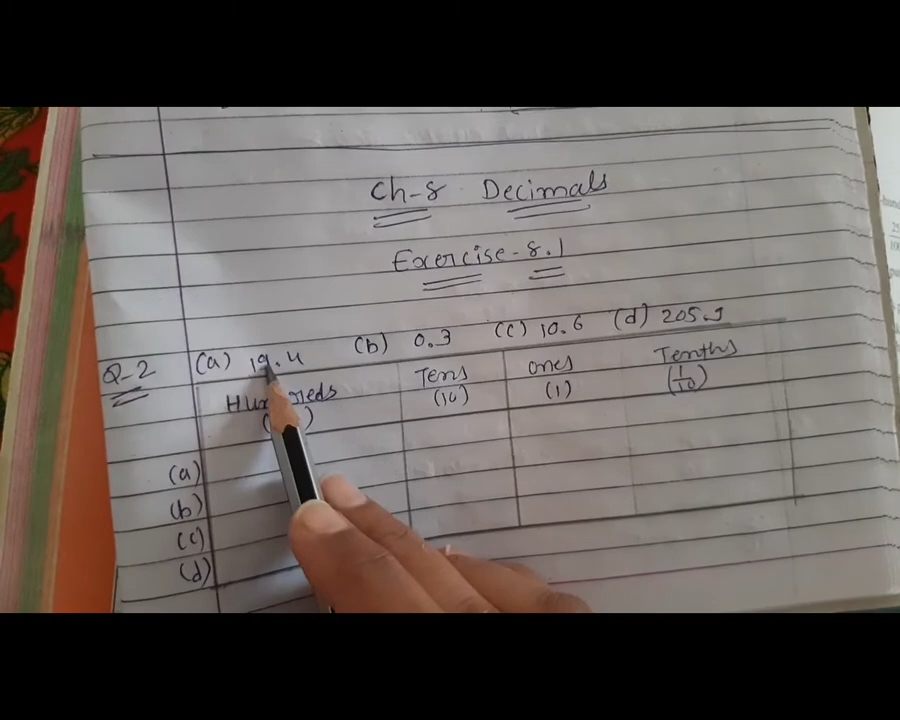 Ch-8 Decimals
Exercise-8.1
Q-2 (a) 19.4 (b) 0.3 (c) 10.6 (d) 205.9
Tens ones Tenths
(10) (1) (1/10)
(a)
(b)
(c)
(d)